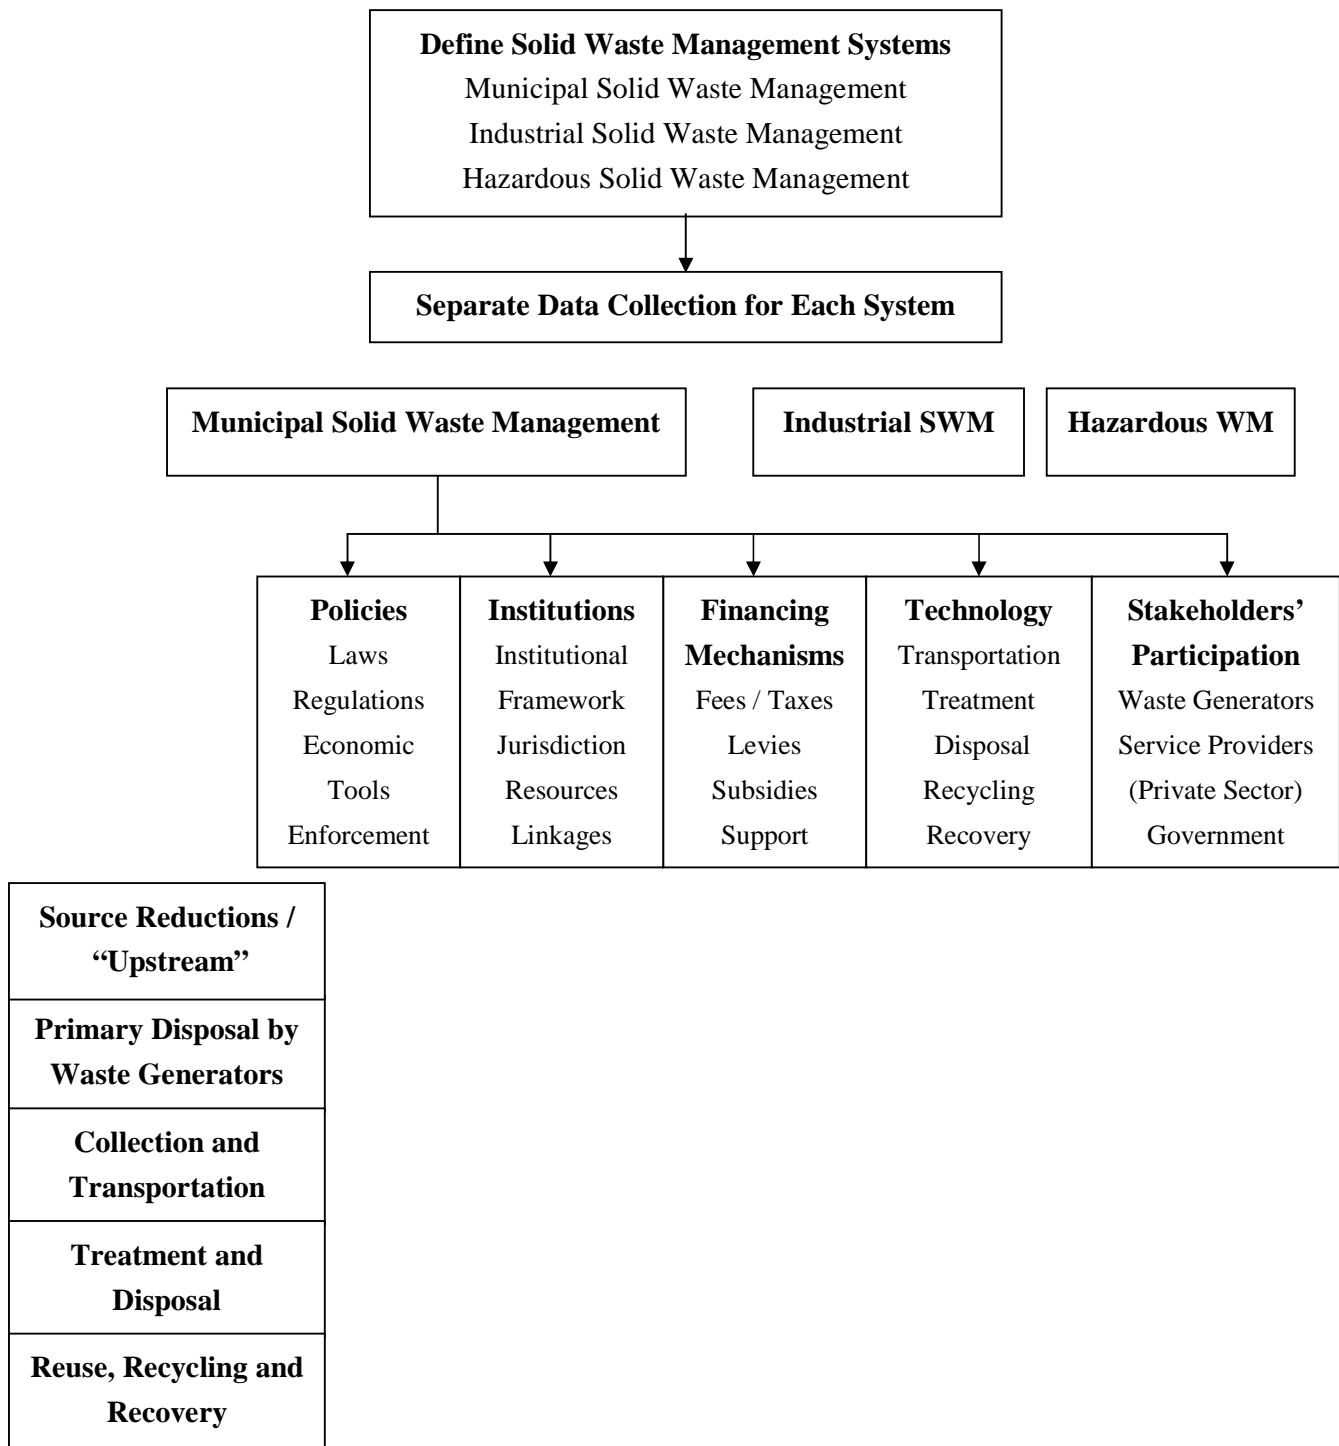 Define Solid Waste Management Systems
Municipal Solid Waste Management
Industrial Solid Waste Management
Hazardous Solid Waste Management
Separate Data Collection for Each System
Municipal Solid Waste Management
Industrial SWM
Hazardous WM
Policies
Laws
Regulations
Economic
Tools
Enforcement
Institutions
Institutional
Framework
Jurisdiction
Resources
Linkages
Financing
Mechanisms
Fees / Taxes
Levies
Subsidies
Support
Technology
Transportation
Treatment
Disposal
Recycling
Recovery
Stakeholders’
Participation
Waste Generators
Service Providers
(Private Sector)
Government
Source Reductions /
“Upstream”
Primary Disposal by
Waste Generators
Collection and
Transportation
Treatment and
Disposal
Reuse, Recycling and
Recovery